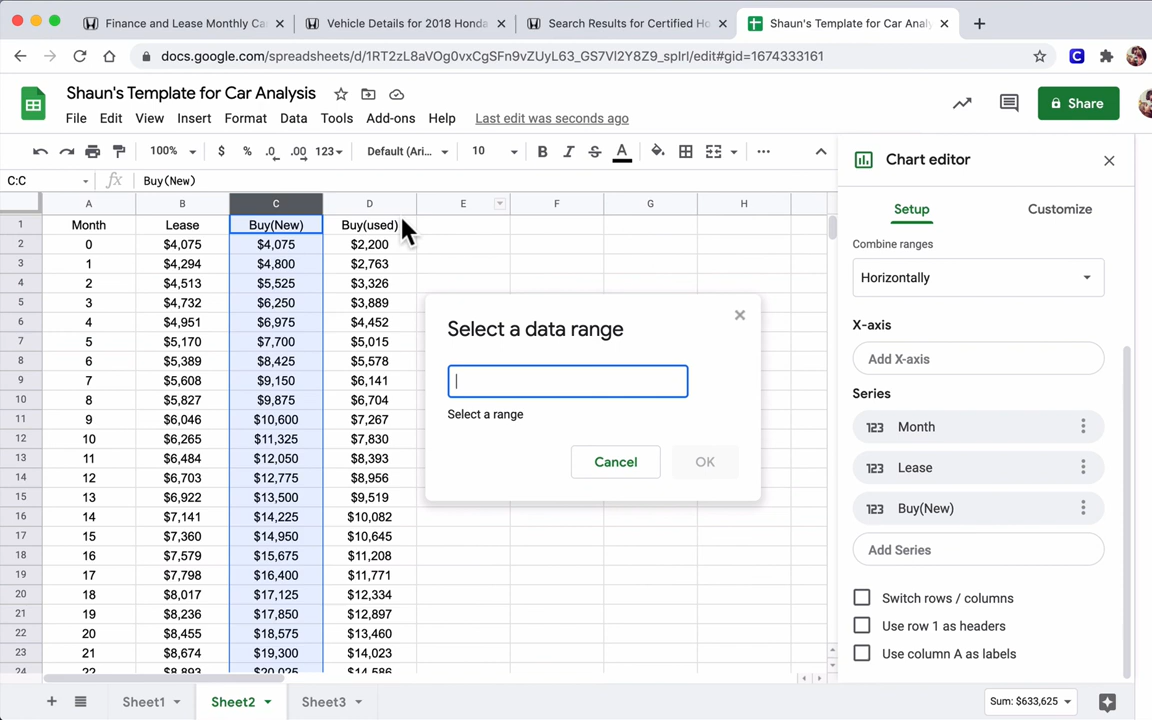 Finance and Lease Monthly Ca
Vehicle Details for 2018 Honda
Search Results for Certified Ho
Shaun's Template for Car Analy
docs.google.com/spreadsheets/d/1RT2zL8aVOg0vxCgSFn9vZUyL63_GS7Vl2Y8Z9_spIrI/edit#gid=1674333161
Shaun's Template for Car Analysis
File Edit View Insert Format Data Tools Add-ons Help Last edit was seconds ago
Share
100% $ % .0 .00 123 Default (Ari... 10 B I S A
C:C fx Buy(New)
A B C D E F G H
1 Month Lease Buy(New) Buy(used)
2 0 $4,075 $4,075 $2,200
3 1 $4,294 $4,800 $2,763
4 2 $4,513 $5,525 $3,326
5 3 $4,732 $6,250 $3,889
6 4 $4,951 $6,975 $4,452
7 5 $5,170 $7,700 $5,015
8 6 $5,389 $8,425 $5,578
9 7 $5,608 $9,150 $6,141
10 8 $5,827 $9,875 $6,704
11 9 $6,046 $10,600 $7,267
12 10 $6,265 $11,325 $7,830
13 11 $6,484 $12,050 $8,393
14 12 $6,703 $12,775 $8,956
15 13 $6,922 $13,500 $9,519
16 14 $7,141 $14,225 $10,082
17 15 $7,360 $14,950 $10,645
18 16 $7,579 $15,675 $11,208
19 17 $7,798 $16,400 $11,771
20 18 $8,017 $17,125 $12,334
21 19 $8,236 $17,850 $12,897
22 20 $8,455 $18,575 $13,460
23 21 $8,674 $19,300 $14,023
24 22 $8,893 $20,025 $14,586
Select a data range
Select a range
Cancel OK
Chart editor
Setup Customize
Combine ranges
Horizontally
X-axis
Add X-axis
Series
123 Month
123 Lease
123 Buy(New)
Add Series
Switch rows / columns
Use row 1 as headers
Use column A as labels
Sheet1 Sheet2 Sheet3
Sum: $633,625